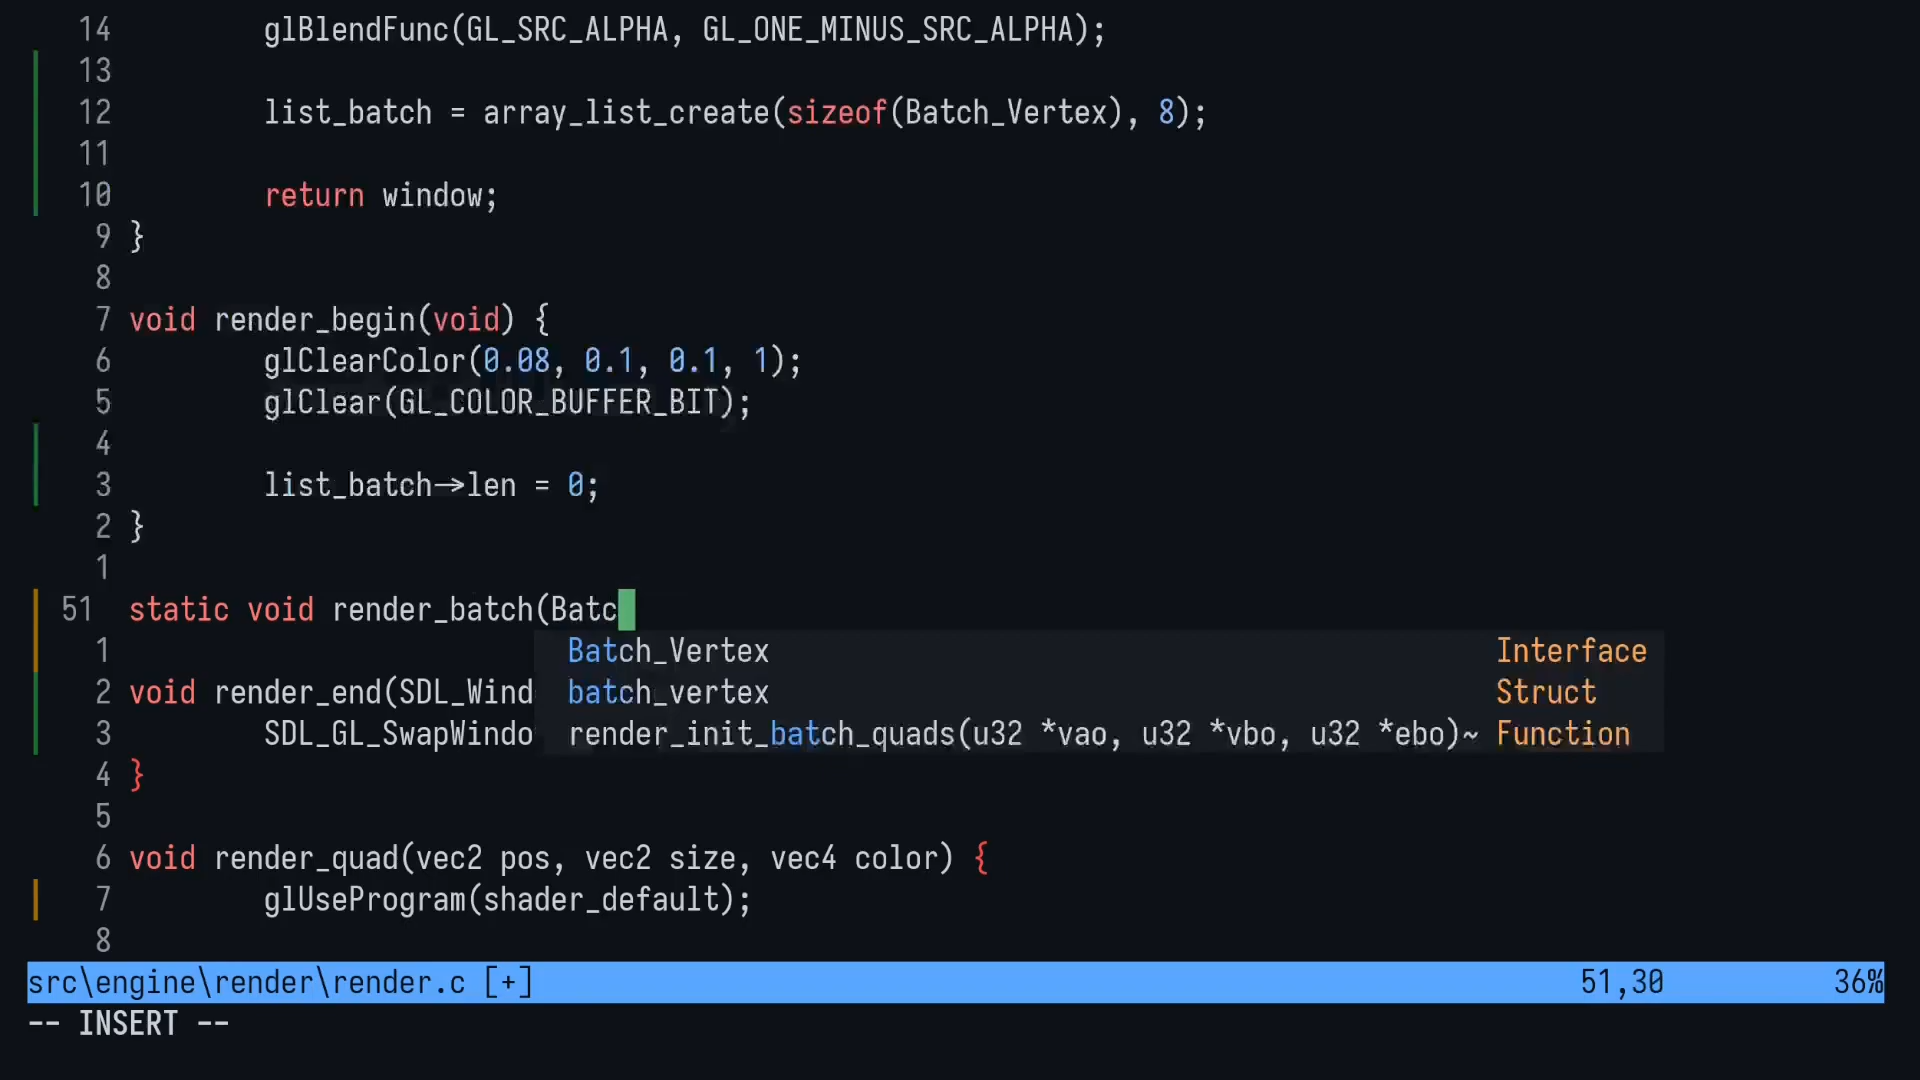 14 glBlendFunc(GL_SRC_ALPHA, GL_ONE_MINUS_SRC_ALPHA);
13
12 list_batch = array_list_create(sizeof(Batch_Vertex), 8);
11
10 return window;
9 }
8
7 void render_begin(void) {
6 glClearColor(0.08, 0.1, 0.1, 1);
5 glClear(GL_COLOR_BUFFER_BIT);
4
3 list_batch->len = 0;
2 }
1
51 static void render_batch(Batc
1 Batch_Vertex Interface
2 void render_end(SDL_Wind batch_vertex Struct
3 SDL_GL_SwapWindo render_init_batch_quads(u32 *vao, u32 *vbo, u32 *ebo)~ Function
4 }
5
6 void render_quad(vec2 pos, vec2 size, vec4 color) {
7 glUseProgram(shader_default);
8
src\engine\render\render.c [+] 51,30 36%
-- INSERT --